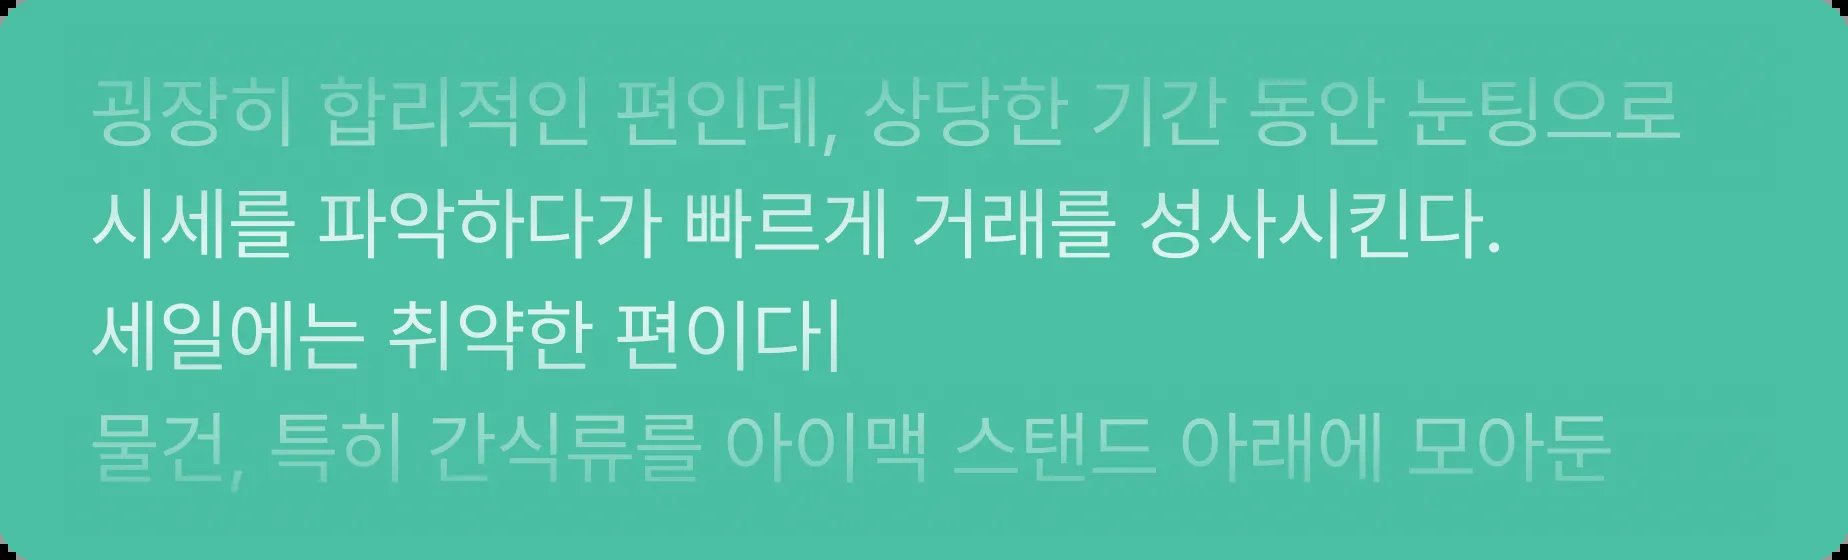 굉장히 합리적인 편인데, 상당한 기간 동안 눈팅으로
시세를 파악하다가 빠르게 거래를 성사시킨다.
세일에는 취약한 편이다|
물건, 특히 간식류를 아이맥 스탠드 아래에 모아둔